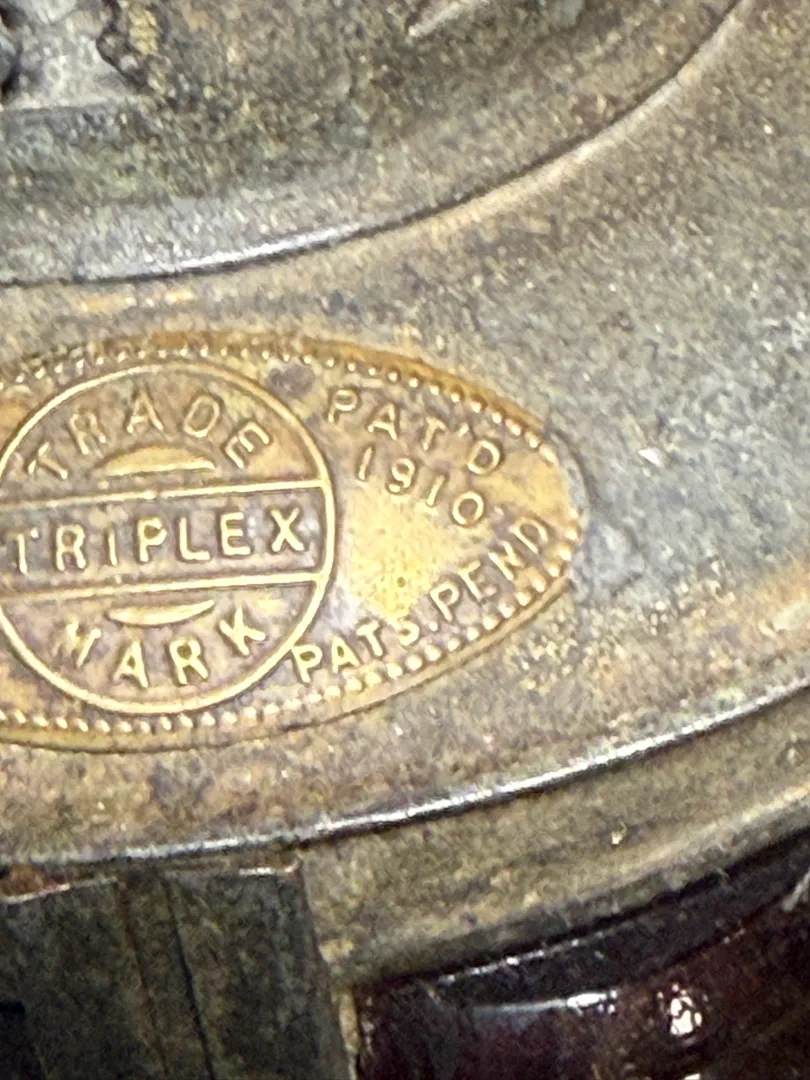 TRADE
TRIPLEX
MARK
PAT'D
1910
PATS. PEND